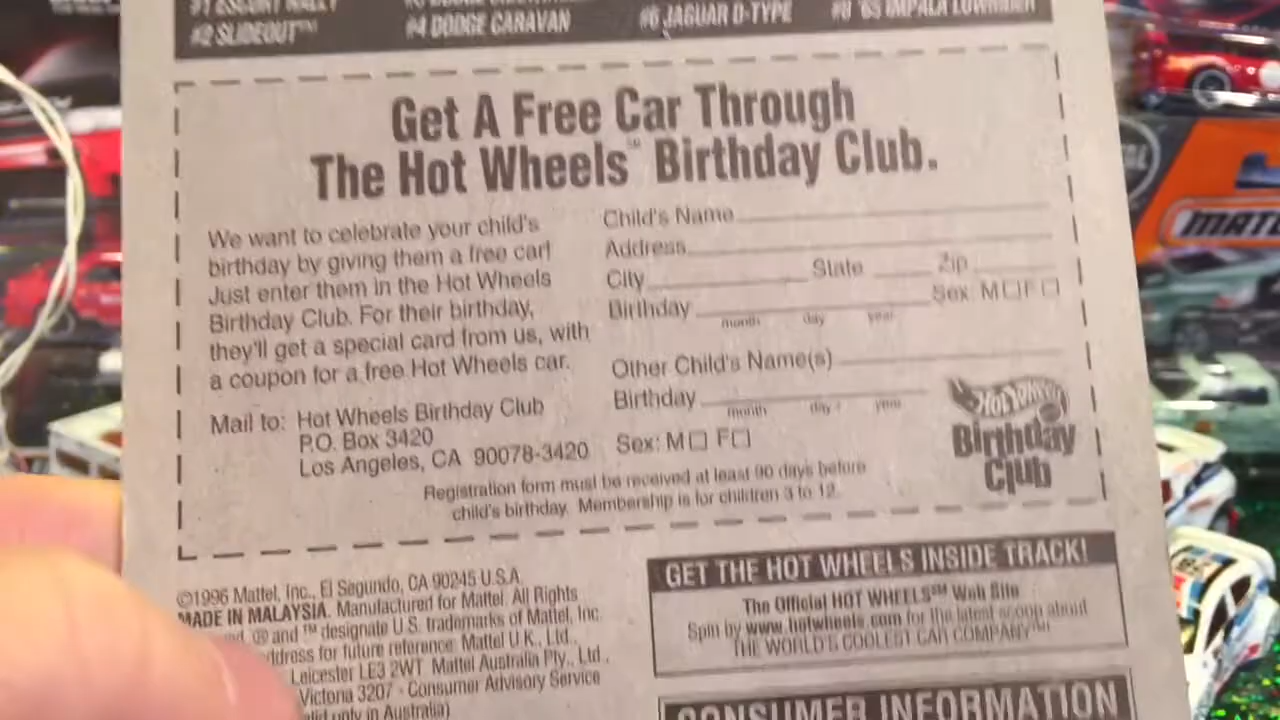 #1 ESCORT RALLY
#2 SLIDEOUT™
#4 DODGE CARAVAN
#6 JAGUAR D-TYPE
#8 '65 IMPALA LOWRIDER
Get A Free Car Through
The Hot Wheels℠ Birthday Club.
We want to celebrate your child's
birthday by giving them a free car!
Just enter them in the Hot Wheels
Birthday Club. For their birthday,
they'll get a special card from us, with
a coupon for a free Hot Wheels car.
Mail to: Hot Wheels Birthday Club
P.O. Box 3420
Los Angeles, CA 90078-3420
Child's Name
Address
City State Zip
Birthday Sex: M☐ F☐
month day year
Other Child's Name(s)
Birthday
month day year
Sex: M☐ F☐
Hot Wheels
Birthday
Club
Registration form must be received at least 90 days before
child's birthday. Membership is for children 3 to 12.
©1996 Mattel, Inc., El Segundo, CA 90245 U.S.A.
MADE IN MALAYSIA. Manufactured for Mattel. All Rights
® and ™ designate U.S. trademarks of Mattel, Inc.
for future reference: Mattel U.K., Ltd.,
Leicester LE3 2WT. Mattel Australia Pty., Ltd.,
Victoria 3207 - Consumer Advisory Service
only in Australia)
GET THE HOT WHEELS INSIDE TRACK!
The Official HOT WHEELS℠ Web Site
Spin by www.hotwheels.com for the latest scoop about
THE WORLD'S COOLEST CAR COMPANY™!
CONSUMER INFORMATION